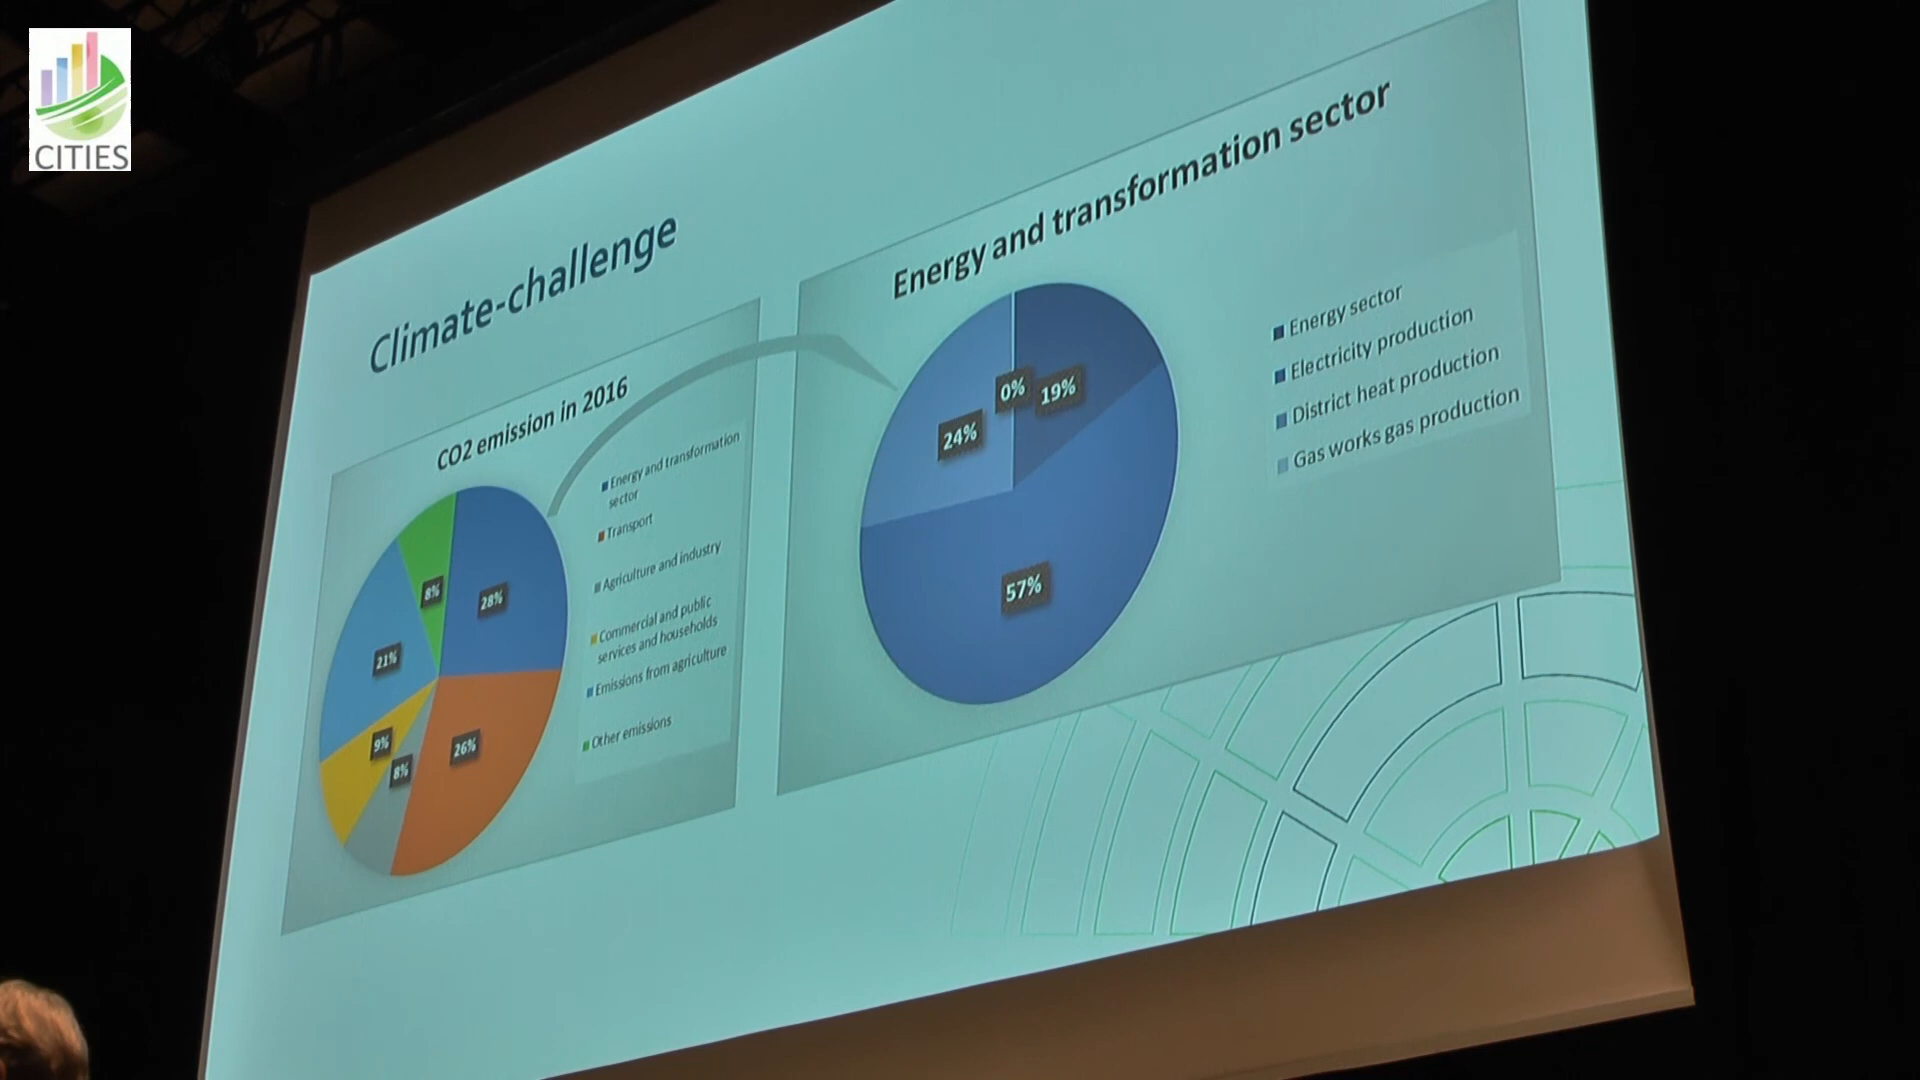 CITIES
Climate-challenge
CO2 emission in 2016
28%
26%
8%
9%
21%
8%
Energy and transformation
sector
Transport
Agriculture and industry
Commercial and public
services and households
Emissions from agriculture
Other emissions
Energy and transformation sector
0%
19%
24%
57%
Energy sector
Electricity production
District heat production
Gas works gas production